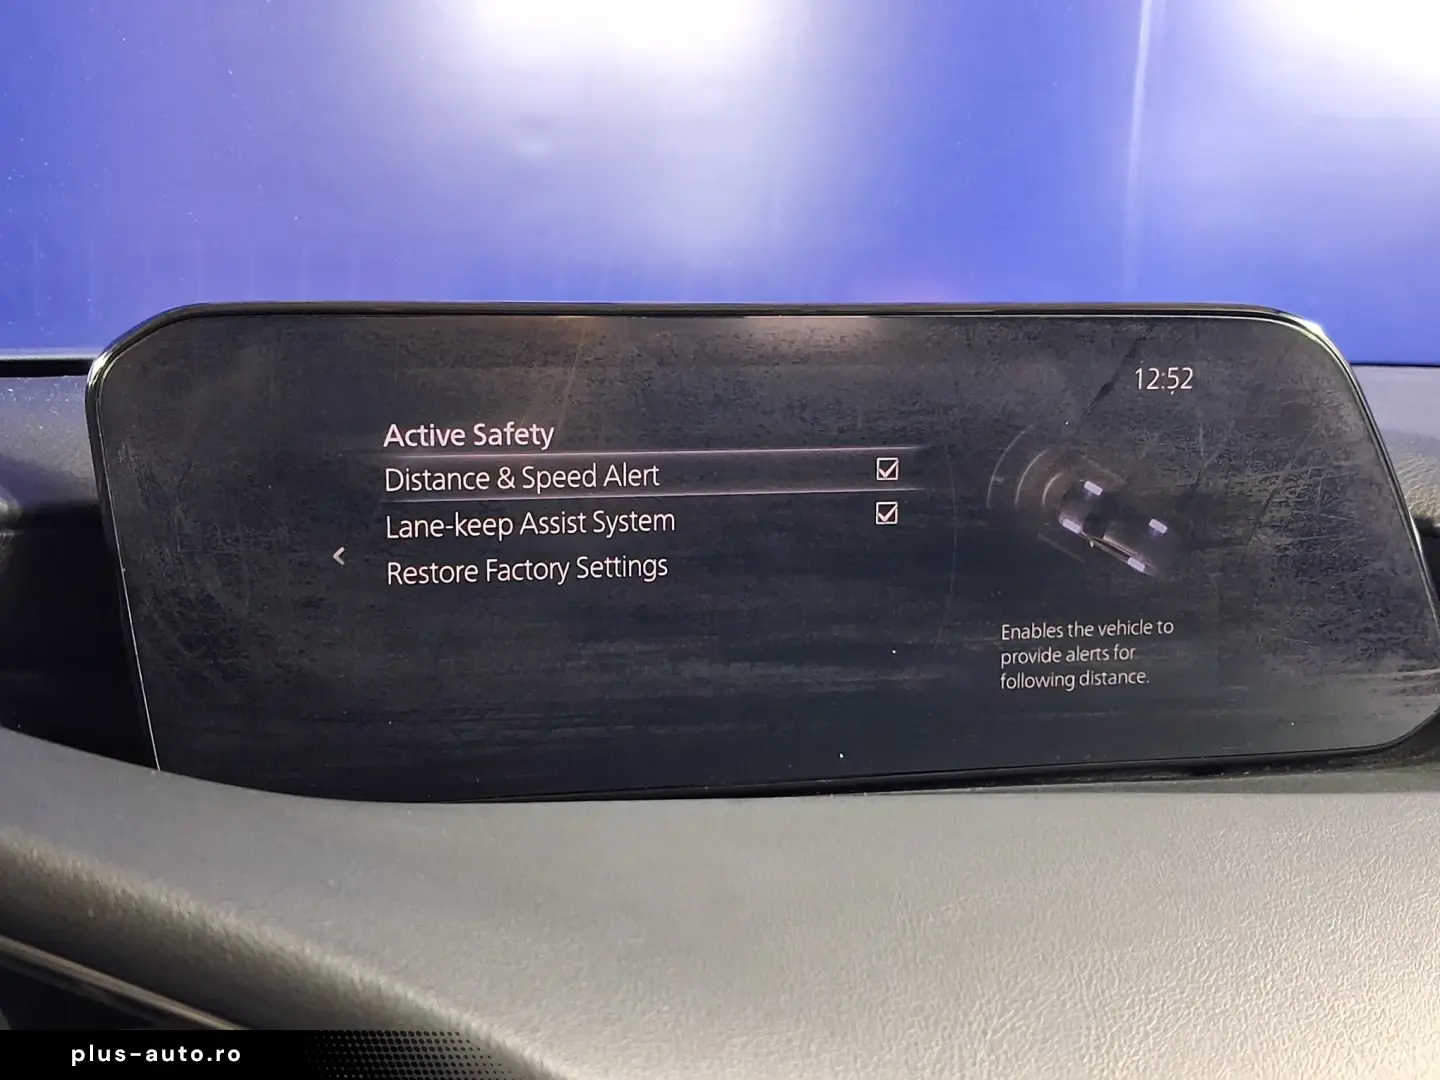 12:52
Active Safety
Distance & Speed Alert
Lane-keep Assist System
Restore Factory Settings
Enables the vehicle to
provide alerts for
following distance.
plus-auto.ro